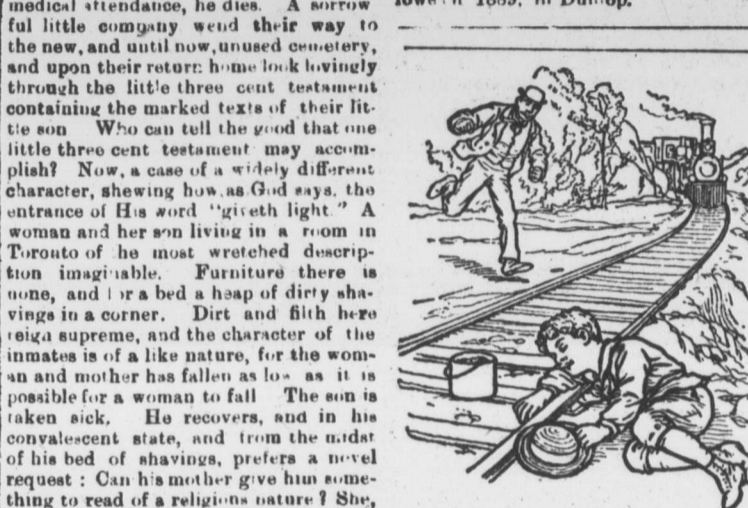 medical attendance, he dies. A sorrow
ful little company wend their way to
the new, and until now, unused cemetery,
and upon their return home look lovingly
through the little three cent testament
containing the marked texts of their lit-
tle son Who can tell the good that one
little three cent testament may accom-
plish? Now, a case of a widely different
character, shewing how, as God says, the
entrance of His word "giveth light." A
woman and her son living in a room in
Toronto of he most wretched descrip-
tion imaginable. Furniture there is
none, and for a bed a heap of dirty sha-
vings in a corner. Dirt and filth here
reign supreme, and the character of the
inmates is of a like nature, for the wom-
an and mother has fallen as low as it is
possible for a woman to fall The son is
taken sick. He recovers, and in his
convalescent state, and from the midst
of his bed of shavings, prefers a novel
request : Can his mother give him some-
thing to read of a religious nature ? She,
in 1889, in Dunlop.